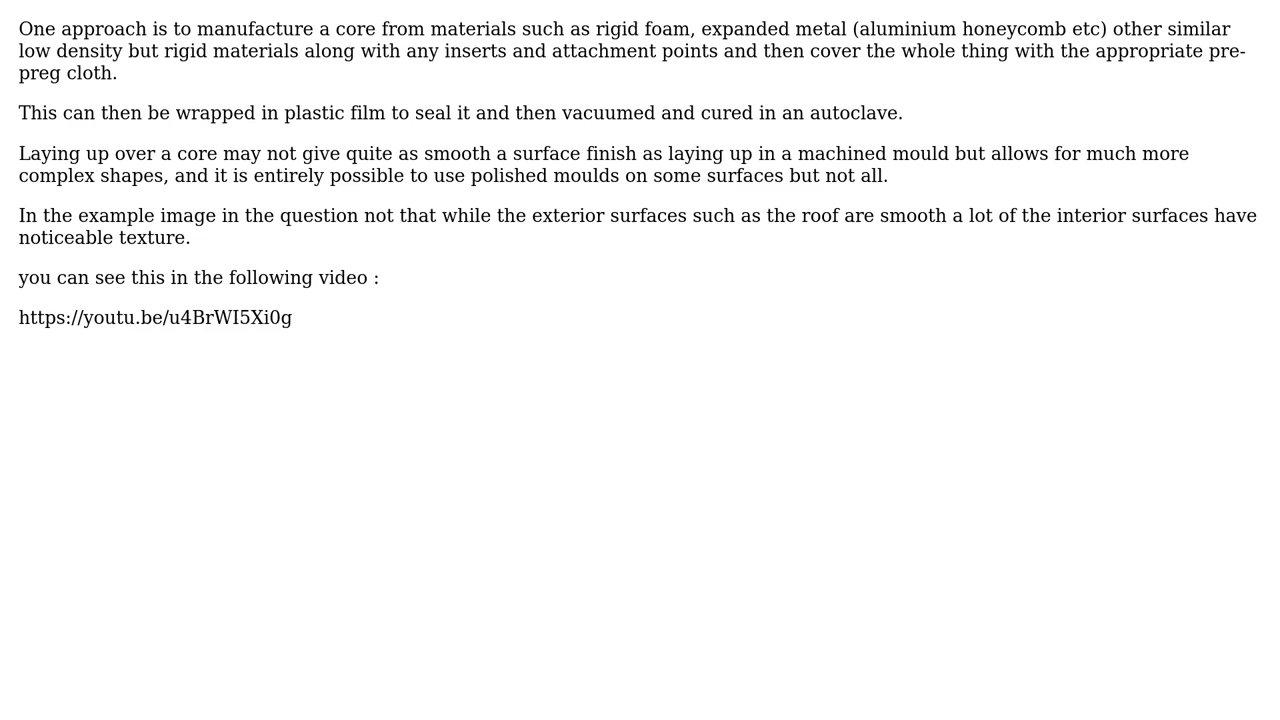 One approach is to manufacture a core from materials such as rigid foam, expanded metal (aluminium honeycomb etc) other similar
low density but rigid materials along with any inserts and attachment points and then cover the whole thing with the appropriate pre-
preg cloth.
This can then be wrapped in plastic film to seal it and then vacuumed and cured in an autoclave.
Laying up over a core may not give quite as smooth a surface finish as laying up in a machined mould but allows for much more
complex shapes, and it is entirely possible to use polished moulds on some surfaces but not all.
In the example image in the question not that while the exterior surfaces such as the roof are smooth a lot of the interior surfaces have
noticeable texture.
you can see this in the following video :
https://youtu.be/u4BrWI5Xi0g